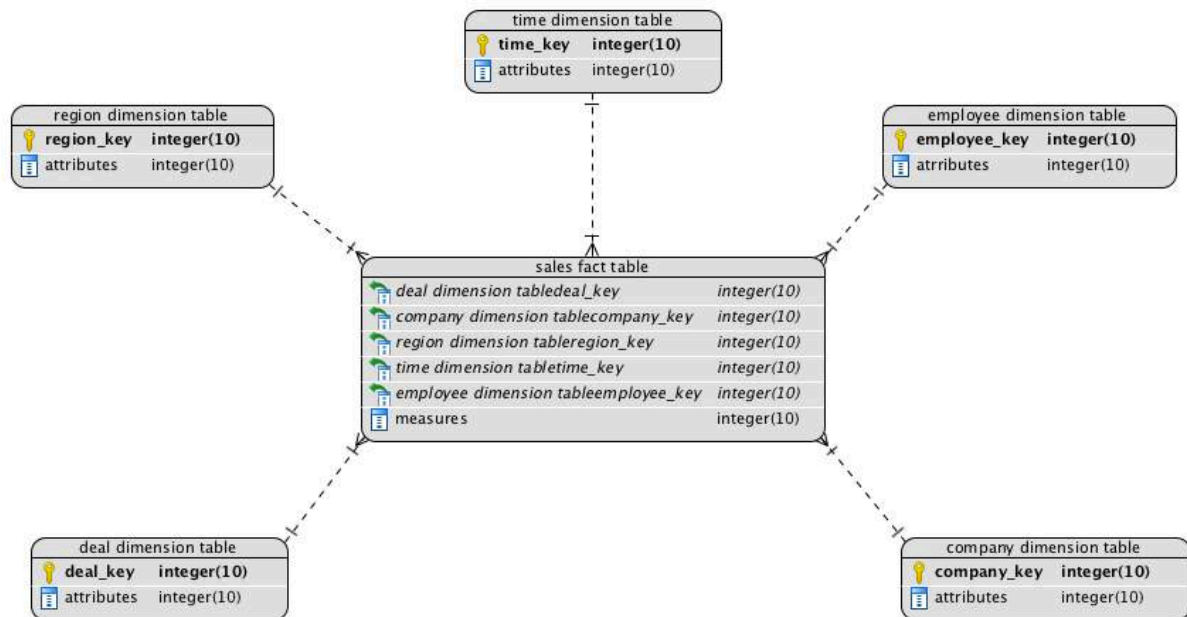 time dimension table
time_key integer(10)
attributes integer(10)
region dimension table
region_key integer(10)
attributes integer(10)
employee dimension table
employee_key integer(10)
atrributes integer(10)
sales fact table
deal dimension tabledeal_key integer(10)
company dimension tablecompany_key integer(10)
region dimension tableregion_key integer(10)
time dimension tabletime_key integer(10)
employee dimension tableemployee_key integer(10)
measures integer(10)
deal dimension table
deal_key integer(10)
attributes integer(10)
company dimension table
company_key integer(10)
attributes integer(10)